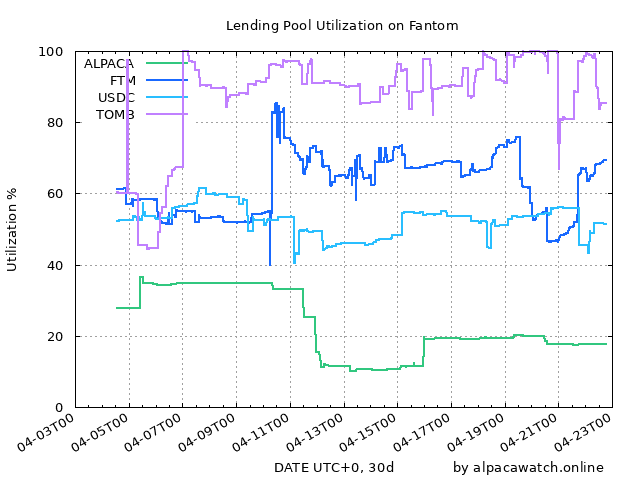 Lending Pool Utilization on Fantom
Utilization %
100
80
60
40
20
0
ALPACA
FTM
USDC
TOMB
04-03T00
04-05T00
04-07T00
04-09T00
04-11T00
04-13T00
04-15T00
04-17T00
04-19T00
04-21T00
04-23T00
DATE UTC+0, 30d
by alpacawatch.online